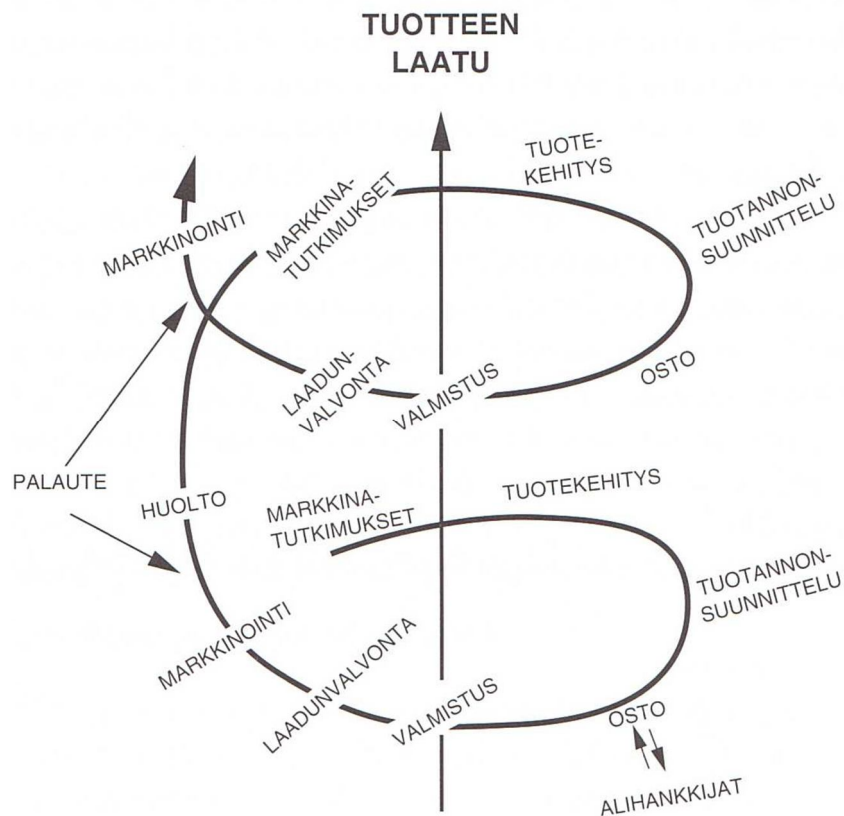 TUOTTEEN
LAATU
TUOTE-
KEHITYS
MARKKINA-
TUTKIMUKSET
TUOTANNON-
SUUNNITTELU
MARKKINOINTI
LAADUN-
VALVONTA
VALMISTUS
OSTO
PALAUTE
HUOLTO
MARKKINA-
TUTKIMUKSET
TUOTEKEHITYS
TUOTANNON-
SUUNNITTELU
MARKKINOINTI
LAADUNVALVONTA
VALMISTUS
OSTO
ALIHANKKIJAT